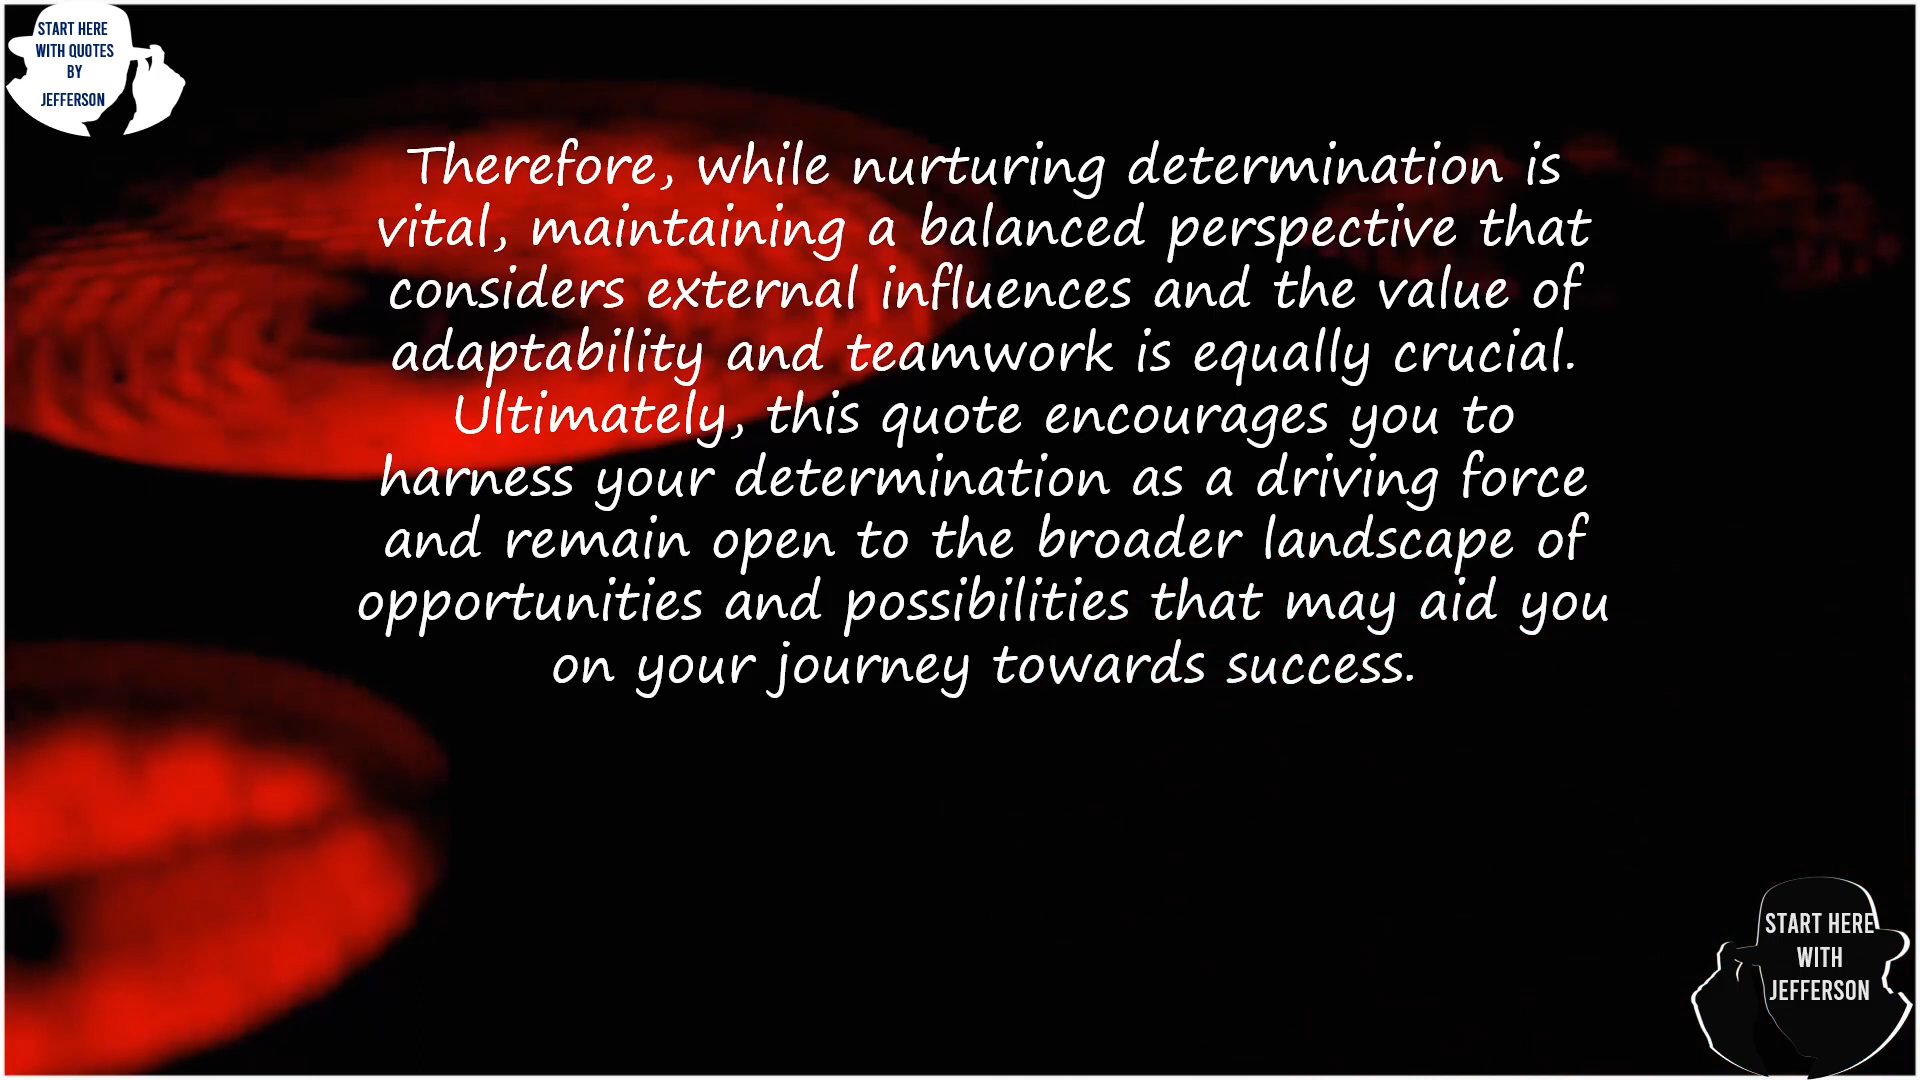 START HERE
WITH QUOTES
BY
JEFFERSON
Therefore, while nurturing determination is
vital, maintaining a balanced perspective that
considers external influences and the value of
adaptability and teamwork is equally crucial.
Ultimately, this quote encourages you to
harness your determination as a driving force
and remain open to the broader landscape of
opportunities and possibilities that may aid you
on your journey towards success.
START HERE
WITH
JEFFERSON